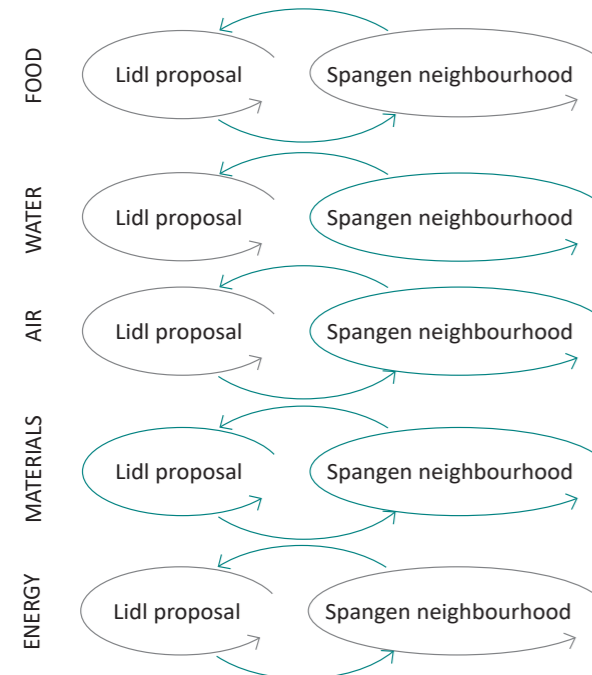 FOOD
Lidl proposal Spangen neighbourhood
WATER
Lidl proposal Spangen neighbourhood
AIR
Lidl proposal Spangen neighbourhood
MATERIALS
Lidl proposal Spangen neighbourhood
ENERGY
Lidl proposal Spangen neighbourhood